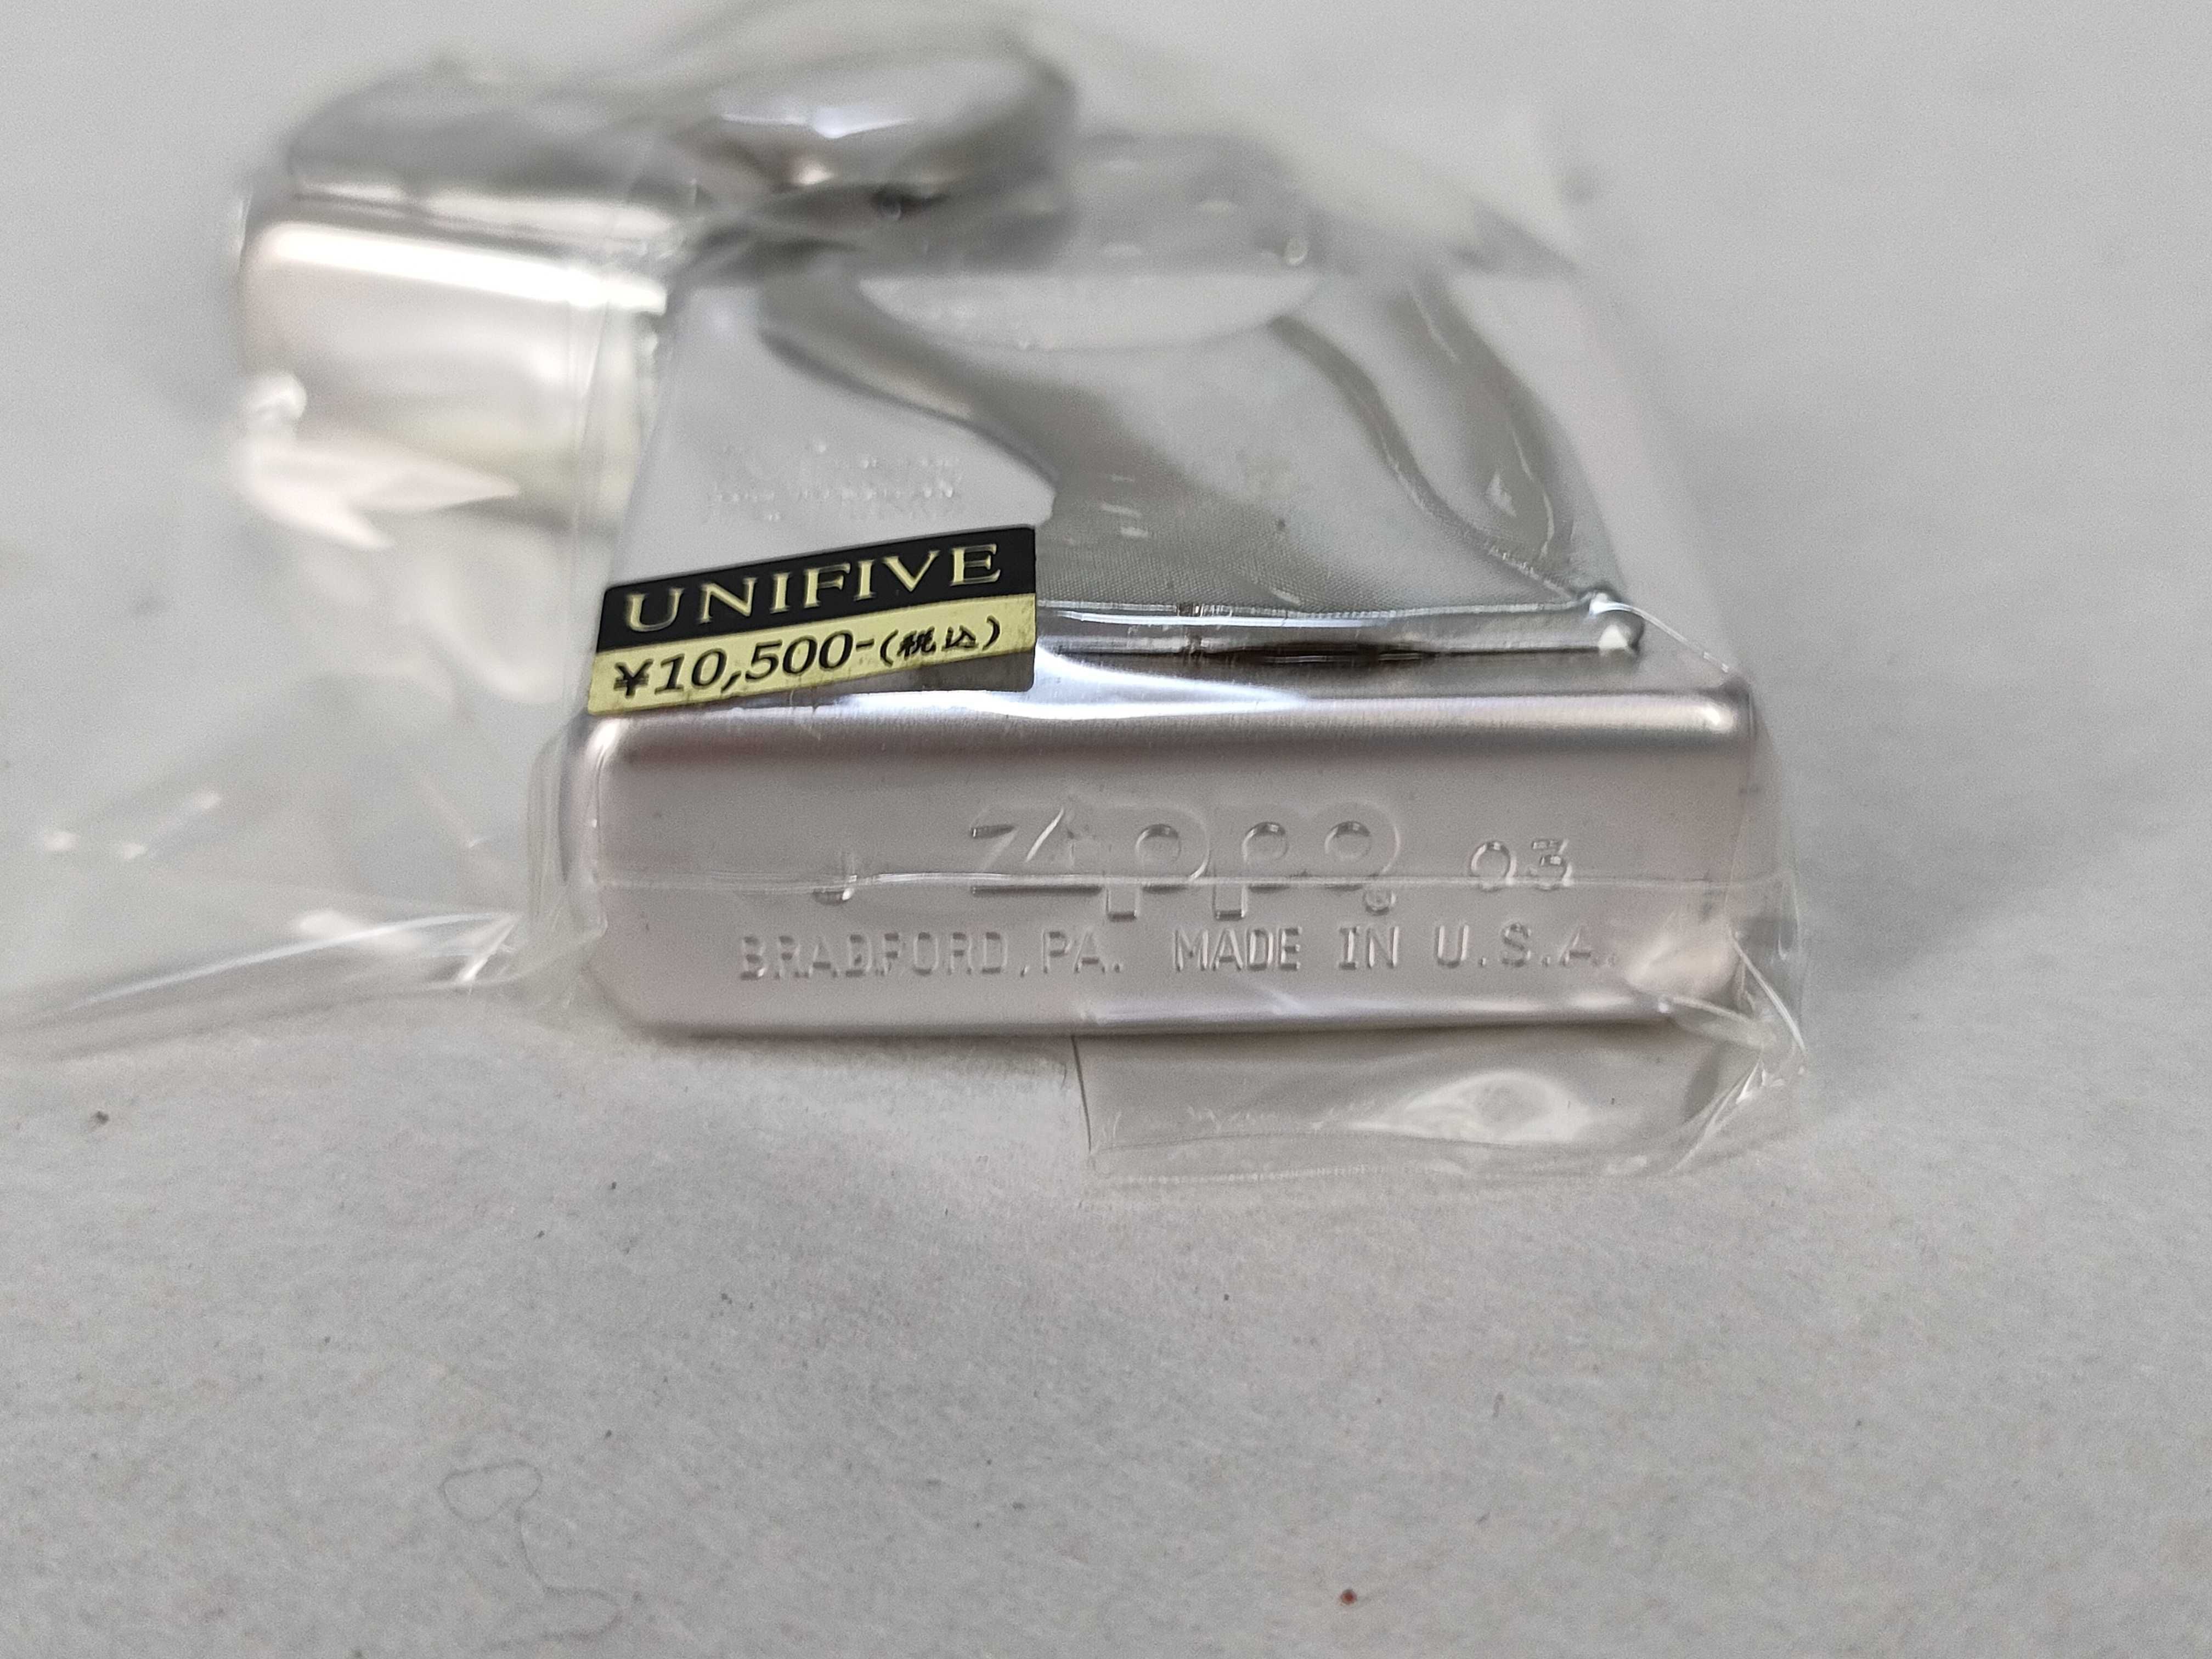 UNIFIVE
¥10,500-(税込)
J Zippo® 03
BRADFORD,PA. MADE IN U.S.A.